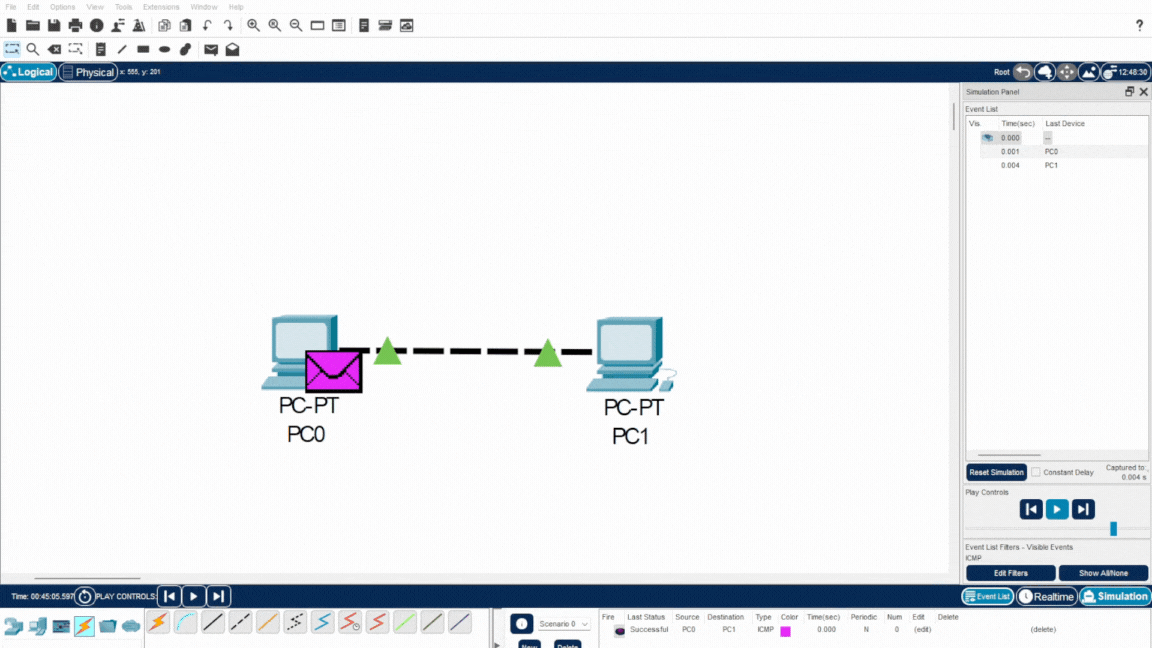 File Edit Options View Tools Extensions Window Help
?
Logical Physical x: 555, y: 201
Root 12:48:30
Simulation Panel
Event List
Vis. Time(sec) Last Device
0.000 --
0.001 PC0
0.004 PC1
PC-PT PC-PT
PC0 PC1
Reset Simulation Constant Delay Captured to:
0.004 s
Play Controls
Event List Filters - Visible Events
ICMP
Edit Filters Show All/None
Time: 00:45:05.597 PLAY CONTROLS:
Event List Realtime Simulation
Scenario 0
New Delete
Fire Last Status Source Destination Type Color Time(sec) Periodic Num Edit Delete
Successful PC0 PC1 ICMP 0.000 N 0 (edit) (delete)